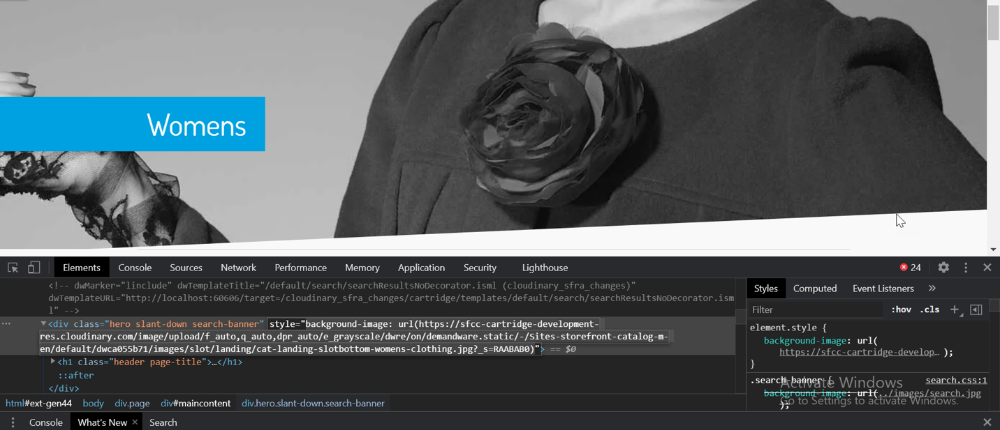 Womens
Elements Console Sources Network Performance Memory Application Security Lighthouse 24
<!-- dwMarker="linclude" dwTemplateTitle="/default/search/searchResultsNoDecorator.isml (cloudinary_sfra_changes)"
dwTemplateURL="http://localhost:60606/target=/cloudinary_sfra_changes/cartridge/templates/default/search/searchResultsNoDecorator.ism
l" -->
<div class="hero slant-down search-banner" style="background-image: url(https://sfcc-cartridge-development-
res.cloudinary.com/image/upload/f_auto,q_auto,dpr_auto/e_grayscale/dwre/on/demandware.static/-/Sites-storefront-catalog-m-
en/default/dwca055b71/images/slot/landing/cat-landing-slotbottom-womens-clothing.jpg?_s=RAABAB0)"> == $0
<h1 class="header page-title">…</h1>
::after
</div>
html#ext-gen44 body div.page div#maincontent div.hero.slant-down.search-banner
Styles Computed Event Listeners »
Filter :hov .cls +
element.style {
background-image: url(
https://sfcc-cartridge-develop… );
}
.search-banner { search.css:1
background-image: url(../images/search.jpg
);
Activate Windows
Go to Settings to activate Windows.
Console What's New × Search